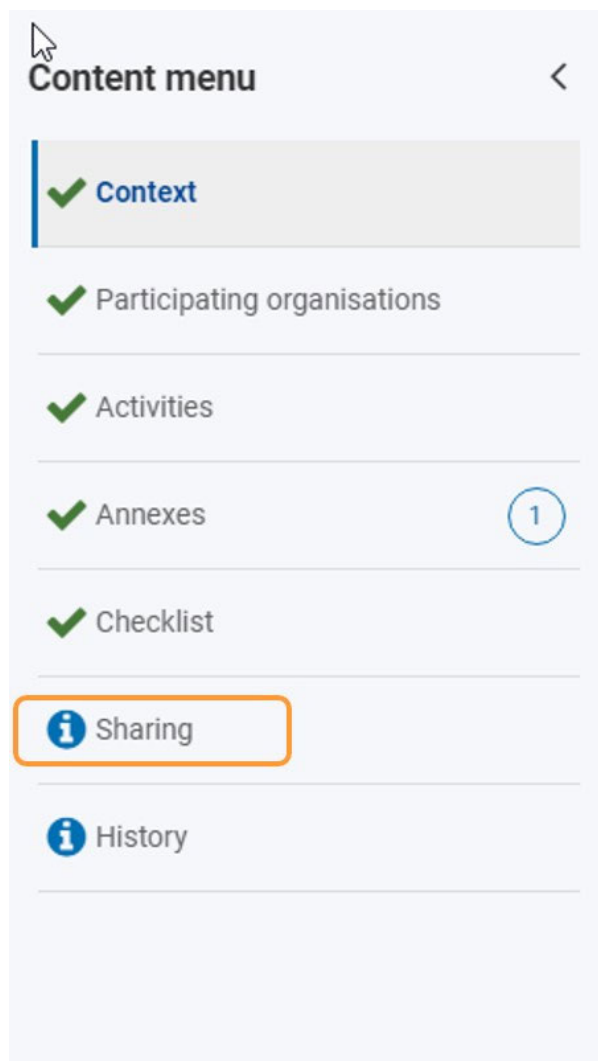 Content menu
Context
Participating organisations
Activities
Annexes 1
Checklist
Sharing
History